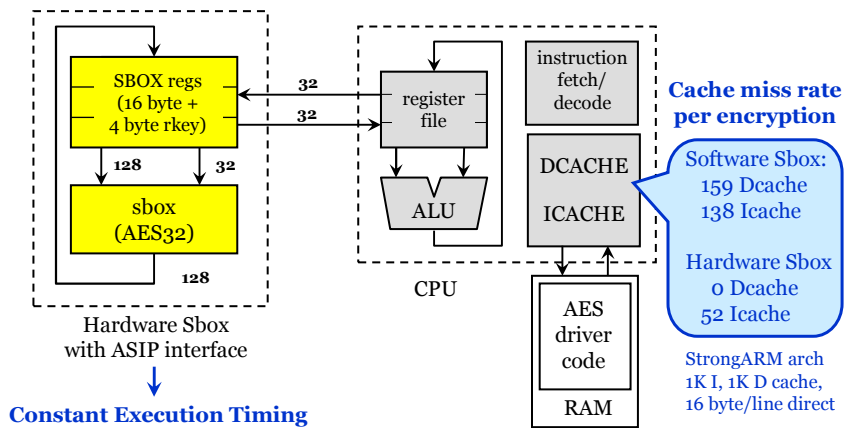 SBOX regs
(16 byte +
4 byte rkey)
128
32
sbox
(AES32)
128
Hardware Sbox
with ASIP interface
Constant Execution Timing
32
32
register
file
ALU
instruction
fetch/
decode
DCACHE
ICACHE
CPU
AES
driver
code
RAM
Cache miss rate
per encryption
Software Sbox:
159 Dcache
138 Icache
Hardware Sbox
0 Dcache
52 Icache
StrongARM arch
1K I, 1K D cache,
16 byte/line direct